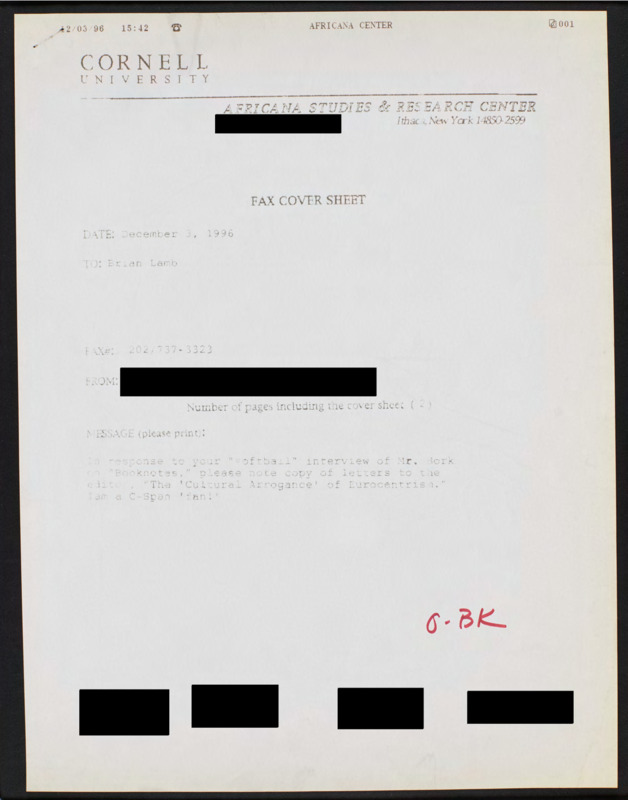 12/03/96 15:42 ☎ AFRICANA CENTER 001
CORNELL
UNIVERSITY
AFRICANA STUDIES & RESEARCH CENTER
Ithaca, New York 14850-2599
FAX COVER SHEET
DATE: December 3, 1996
TO: Brian Lamb
FAX#: 202/737-3323
FROM:
Number of pages including the cover sheet ( 2 )
MESSAGE (please print):
In response to your "softball" interview of Mr. Bork
on "Booknotes," please note copy of letters to the
editor, "The 'Cultural Arrogance' of Eurocentrism."
a C-Span 'fan!'
G-BK